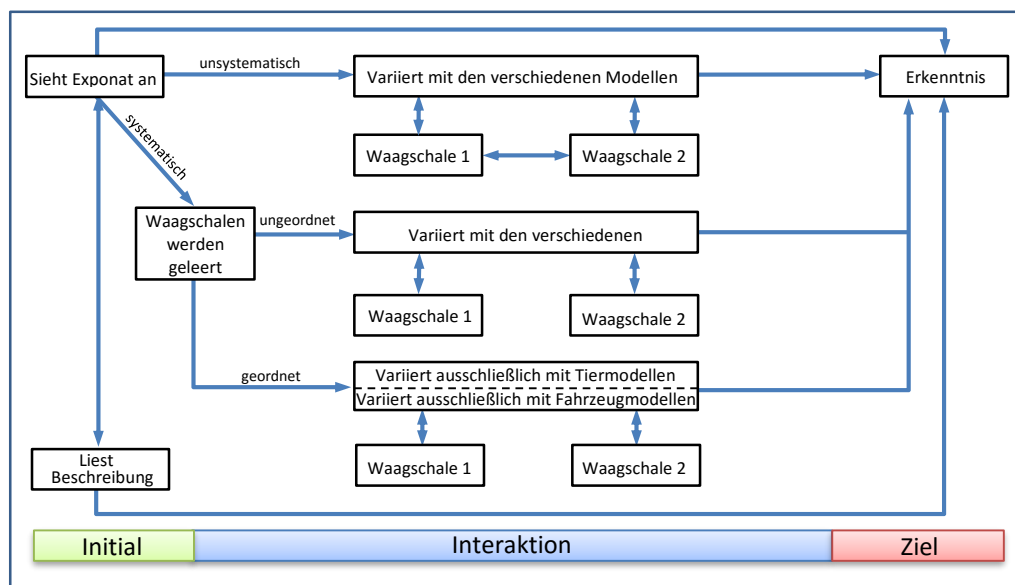 Sieht Exponat an
unsystematisch
Variiert mit den verschiedenen Modellen
Erkenntnis
systematisch
Waagschale 1
Waagschale 2
Waagschalen
werden
geleert
ungeordnet
Variiert mit den verschiedenen
Waagschale 1
Waagschale 2
geordnet
Variiert ausschließlich mit Tiermodellen
Variiert ausschließlich mit Fahrzeugmodellen
Waagschale 1
Waagschale 2
Liest
Beschreibung
Initial
Interaktion
Ziel